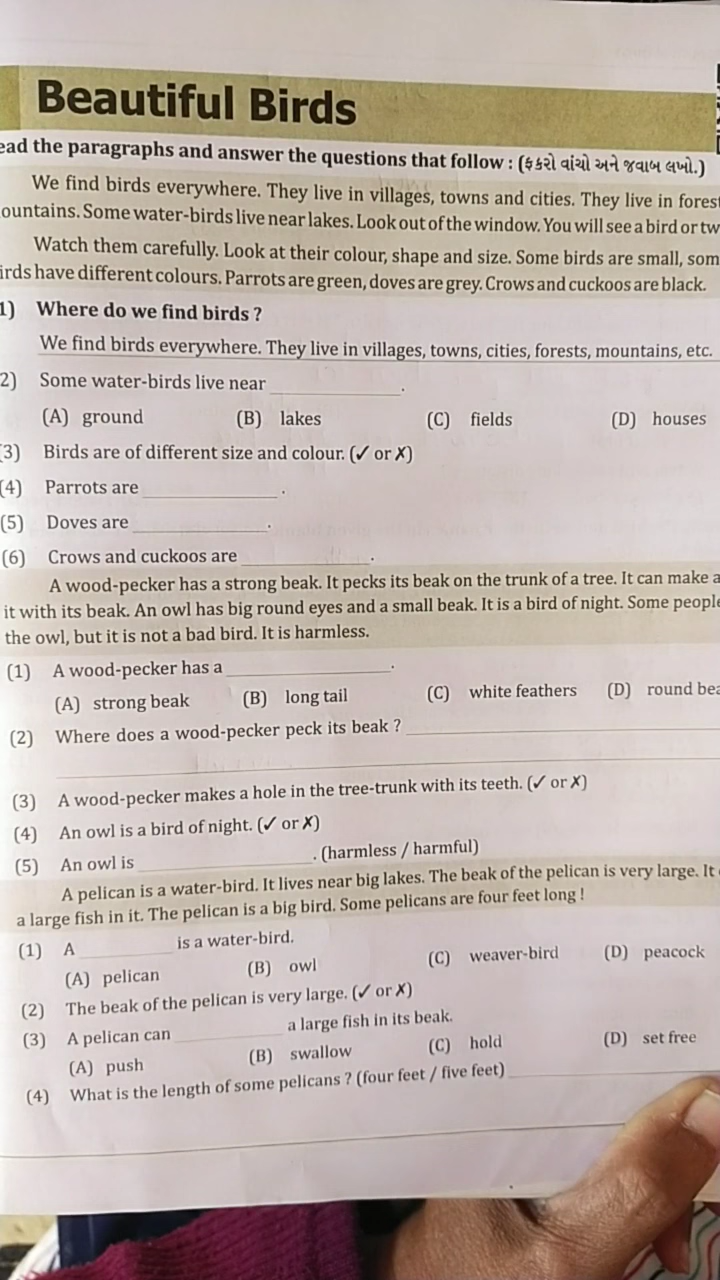 Beautiful Birds
ead the paragraphs and answer the questions that follow : (ફકરો વાંચો અને જવાબ લખો.)
We find birds everywhere. They live in villages, towns and cities. They live in forest
ountains. Some water-birds live near lakes. Look out of the window. You will see a bird or tw
Watch them carefully. Look at their colour, shape and size. Some birds are small, som
irds have different colours. Parrots are green, doves are grey. Crows and cuckoos are black.
1) Where do we find birds ?
We find birds everywhere. They live in villages, towns, cities, forests, mountains, etc.
2) Some water-birds live near ____________.
(A) ground (B) lakes (C) fields (D) houses
(3) Birds are of different size and colour. (✓ or ✗)
(4) Parrots are ____________.
(5) Doves are ____________.
(6) Crows and cuckoos are ____________.
A wood-pecker has a strong beak. It pecks its beak on the trunk of a tree. It can make a
it with its beak. An owl has big round eyes and a small beak. It is a bird of night. Some people
the owl, but it is not a bad bird. It is harmless.
(1) A wood-pecker has a ____________.
(A) strong beak (B) long tail (C) white feathers (D) round bea
(2) Where does a wood-pecker peck its beak ? ____________
(3) A wood-pecker makes a hole in the tree-trunk with its teeth. (✓ or ✗)
(4) An owl is a bird of night. (✓ or ✗)
(5) An owl is ____________. (harmless / harmful)
A pelican is a water-bird. It lives near big lakes. The beak of the pelican is very large. It
a large fish in it. The pelican is a big bird. Some pelicans are four feet long !
(1) A ____________ is a water-bird.
(A) pelican (B) owl (C) weaver-bird (D) peacock
(2) The beak of the pelican is very large. (✓ or ✗)
(3) A pelican can ____________ a large fish in its beak.
(A) push (B) swallow (C) hold (D) set free
(4) What is the length of some pelicans ? (four feet / five feet) ____________